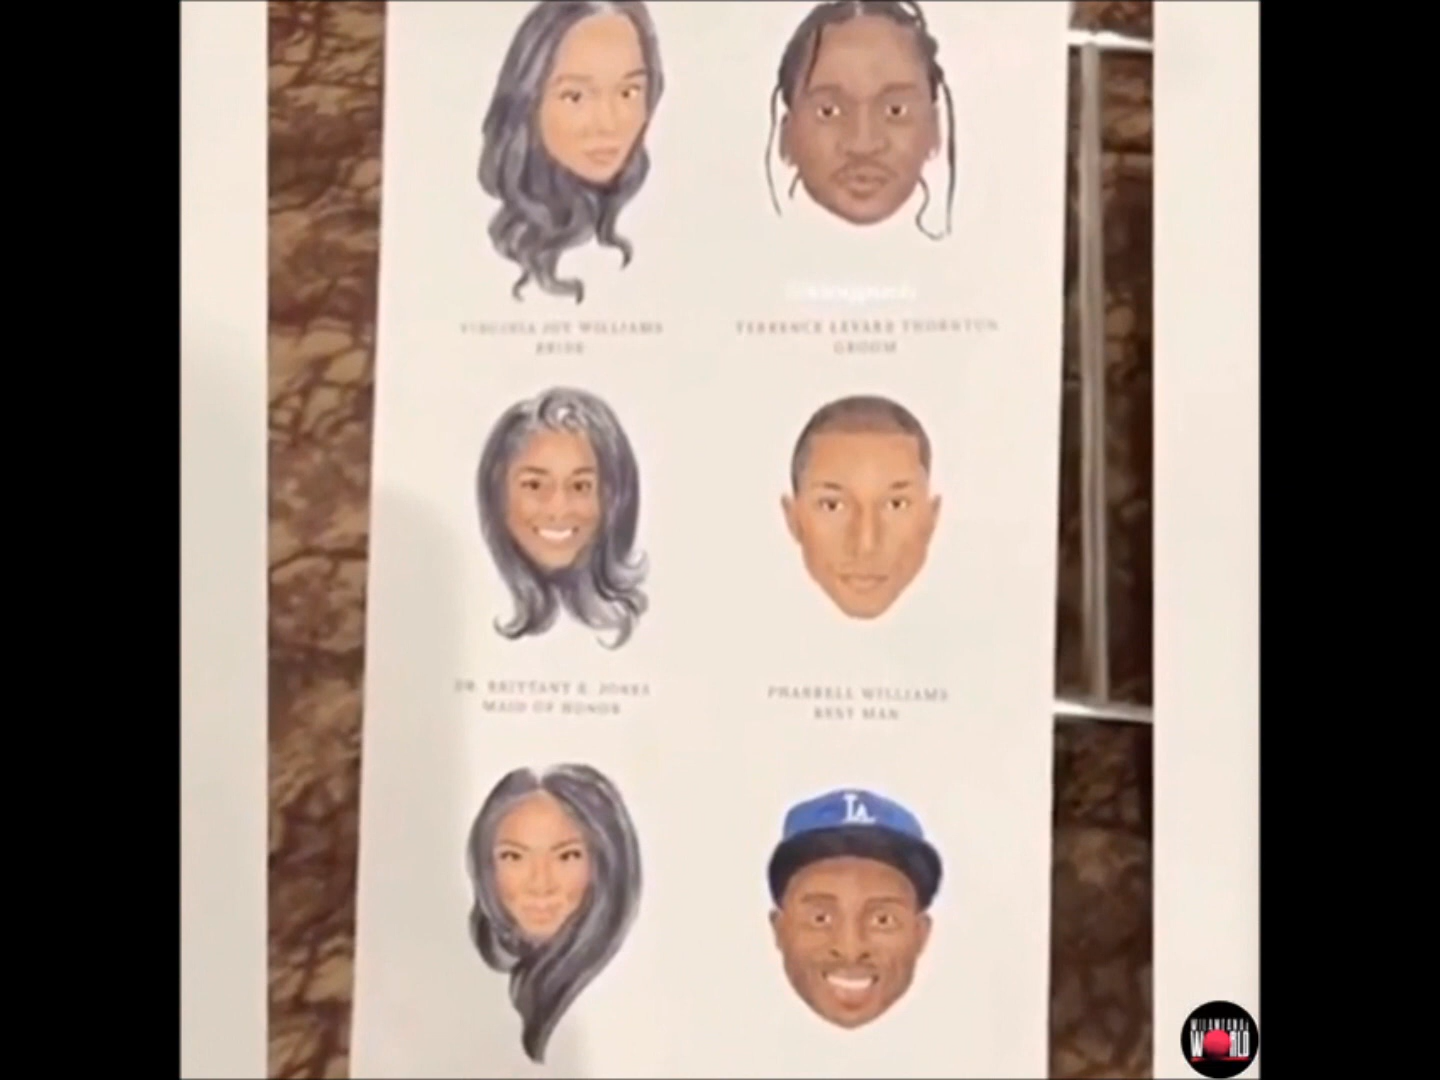 VIRGINIA JOY WILLIAMS
BRIDE
TERRENCE LEVARR THORNTON
GROOM
DR. BRITTANY E. JONES
MAID OF HONOR
PHARRELL WILLIAMS
BEST MAN
LA
WORLD